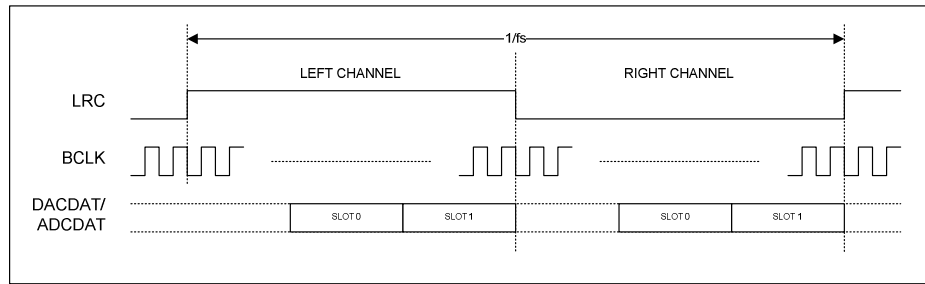 1/fs
LEFT CHANNEL RIGHT CHANNEL
LRC
BCLK
DACDAT/
ADCDAT
SLOT 0 SLOT 1 SLOT 0 SLOT 1